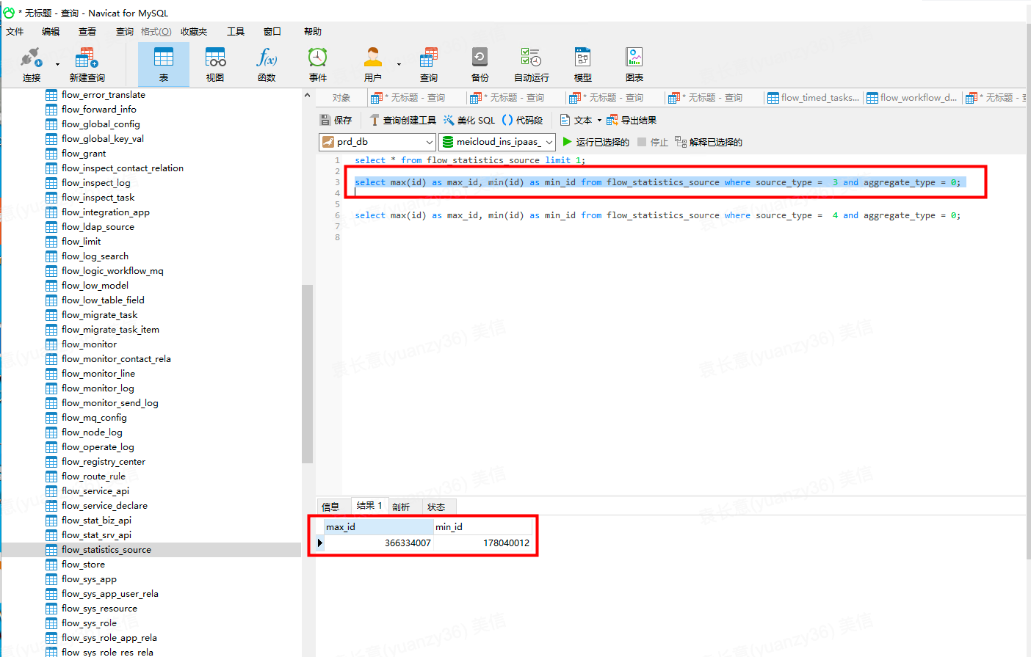 * 无标题 - 查询 - Navicat for MySQL
文件 编辑 查看 查询 格式(O) 收藏夹 工具 窗口 帮助
连接 新建查询 表 视图 函数 事件 用户 查询 备份 自动运行 模型 图表
f(x)
flow_error_translate
flow_forward_info
flow_global_config
flow_global_key_val
flow_grant
flow_inspect_contact_relation
flow_inspect_log
flow_inspect_task
flow_integration_app
flow_ldap_source
flow_limit
flow_log_search
flow_logic_workflow_mq
flow_low_model
flow_low_table_field
flow_migrate_task
flow_migrate_task_item
flow_monitor
flow_monitor_contact_rela
flow_monitor_line
flow_monitor_log
flow_monitor_send_log
flow_mq_config
flow_node_log
flow_operate_log
flow_registry_center
flow_route_rule
flow_service_api
flow_service_declare
flow_stat_biz_api
flow_stat_srv_api
flow_statistics_source
flow_store
flow_sys_app
flow_sys_app_user_rela
flow_sys_resource
flow_sys_role
flow_sys_role_app_rela
flow_sys_role_res_rela
对象 * 无标题 - 查询 * 无标题 - 查询 * 无标题 - 查询 * 无标题 - 查询 flow_timed_tasks... flow_workflow_d... * 无标题 - 查
保存 查询创建工具 美化 SQL () 代码段 文本 导出结果
prd_db meicloud_ins_ipaas_ 运行已选择的 停止 解释已选择的
1 select * from flow_statistics_source limit 1;
2
3 select max(id) as max_id, min(id) as min_id from flow_statistics_source where source_type = 3 and aggregate_type = 0;
4
5
6 select max(id) as max_id, min(id) as min_id from flow_statistics_source where source_type = 4 and aggregate_type = 0;
7
8
信息 结果 1 剖析 状态
max_id min_id
366334007 178040012
袁长意(yuanzy36) 美信
袁长意(yuanzy36) 美信